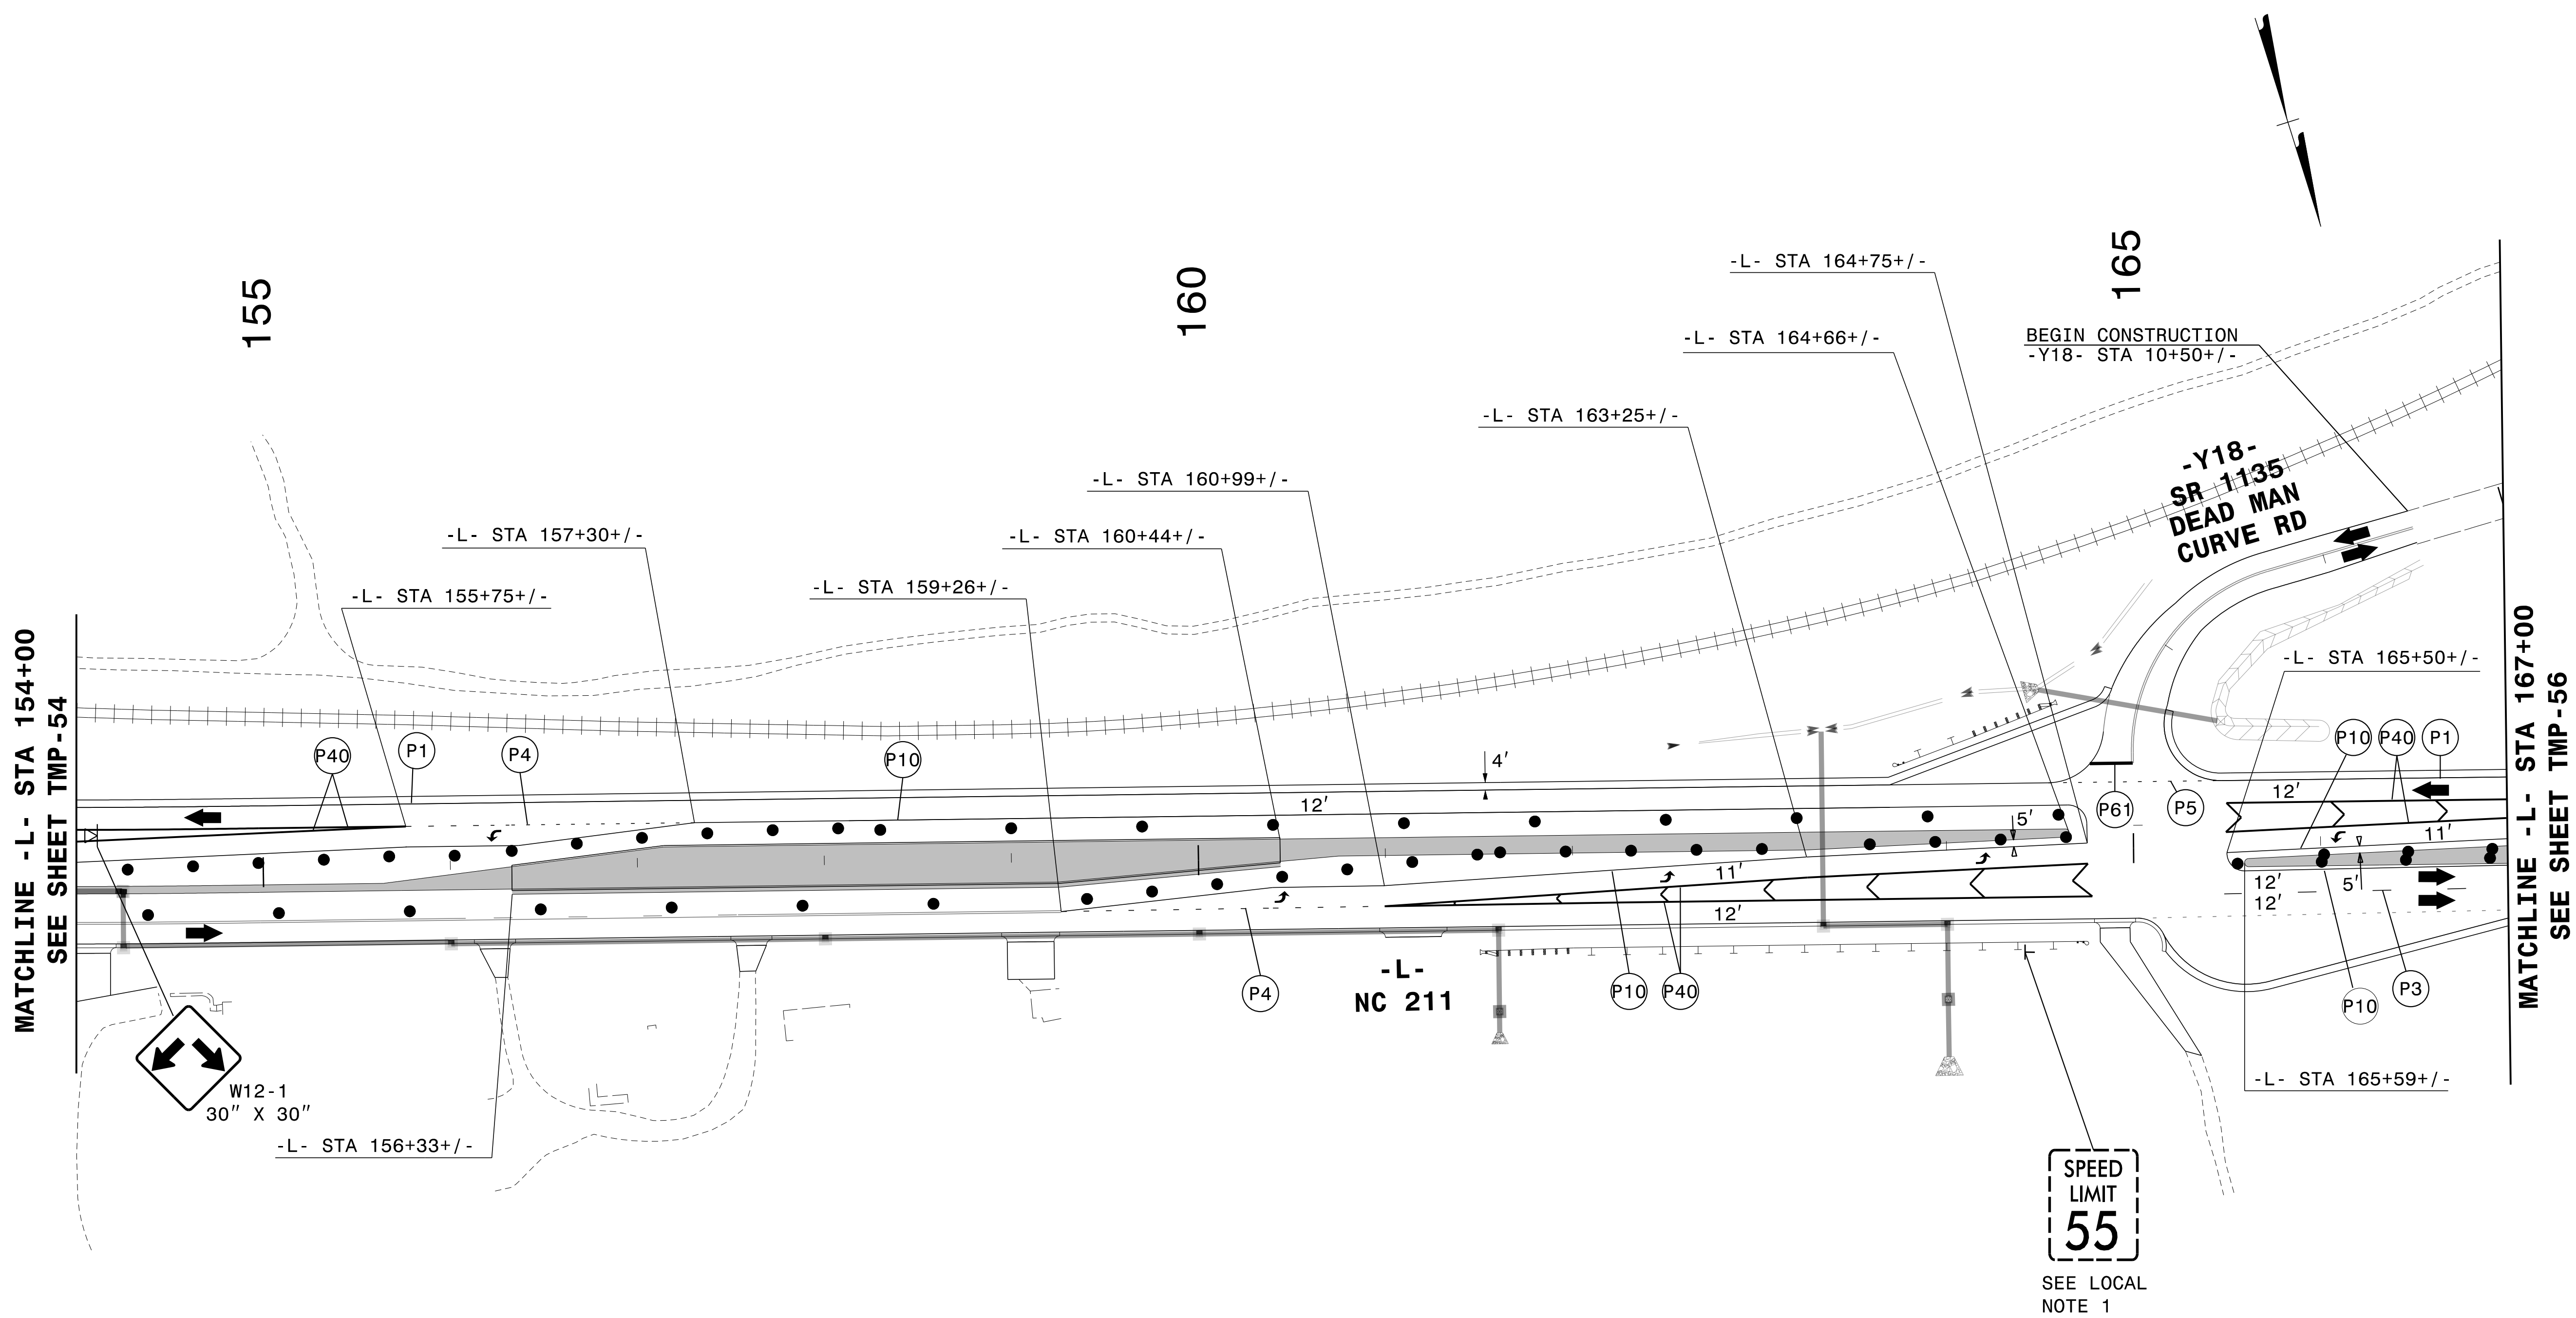 155
160
165
-L- STA 164+75+/-
-L- STA 164+66+/-
BEGIN CONSTRUCTION
-Y18- STA 10+50+/-
-L- STA 163+25+/-
-L- STA 160+99+/-
-L- STA 157+30+/-
-L- STA 160+44+/-
-L- STA 159+26+/-
-L- STA 155+75+/-
-Y18-
SR 1135
DEAD MAN
CURVE RD
-L- STA 165+50+/-
MATCHLINE -L- STA 154+00
SEE SHEET TMP-54
MATCHLINE -L- STA 167+00
SEE SHEET TMP-56
P40
P1
P4
P10
4'
12'
P61
P5
P10
P40
P1
12'
11'
5'
11'
12'
12'
12'
5'
P4
-L-
NC 211
P10
P40
P10
P3
W12-1
30" X 30"
-L- STA 156+33+/-
-L- STA 165+59+/-
SPEED
LIMIT
55
SEE LOCAL
NOTE 1